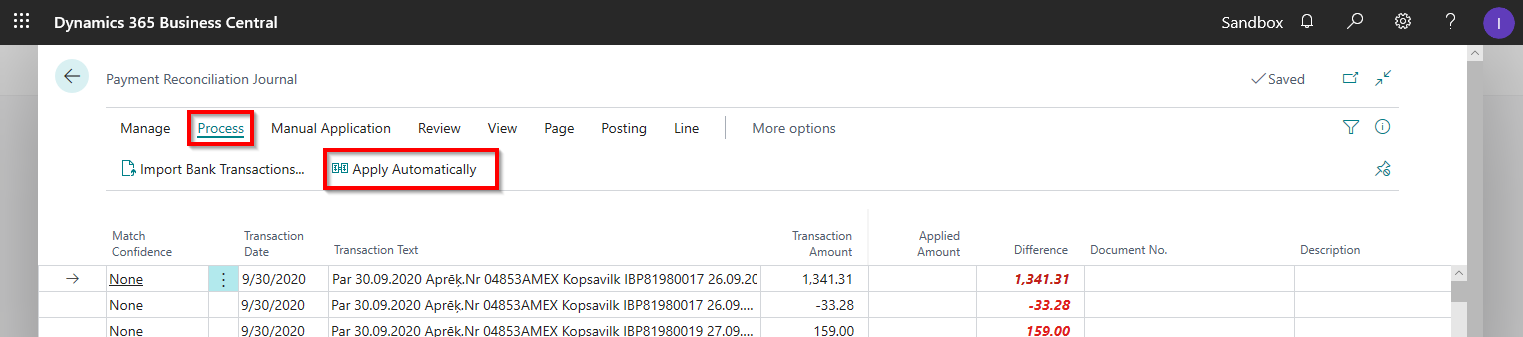 Dynamics 365 Business Central Sandbox ? I
Payment Reconciliation Journal Saved
Manage Process Manual Application Review View Page Posting Line More options
Import Bank Transactions... Apply Automatically
Match Confidence Transaction Date Transaction Text Transaction Amount Applied Amount Difference Document No. Description
None 9/30/2020 Par 30.09.2020 Aprēķ.Nr 04853AMEX Kopsavilk IBP81980017 26.09.20 1,341.31 1,341.31
None 9/30/2020 Par 30.09.2020 Aprēķ.Nr 04853AMEX Kopsavilk IBP81980017 26.09.... -33.28 -33.28
None 9/30/2020 Par 30.09.2020 Aprēķ.Nr 04853AMEX Kopsavilk IBP81980019 27.09.... 159.00 159.00